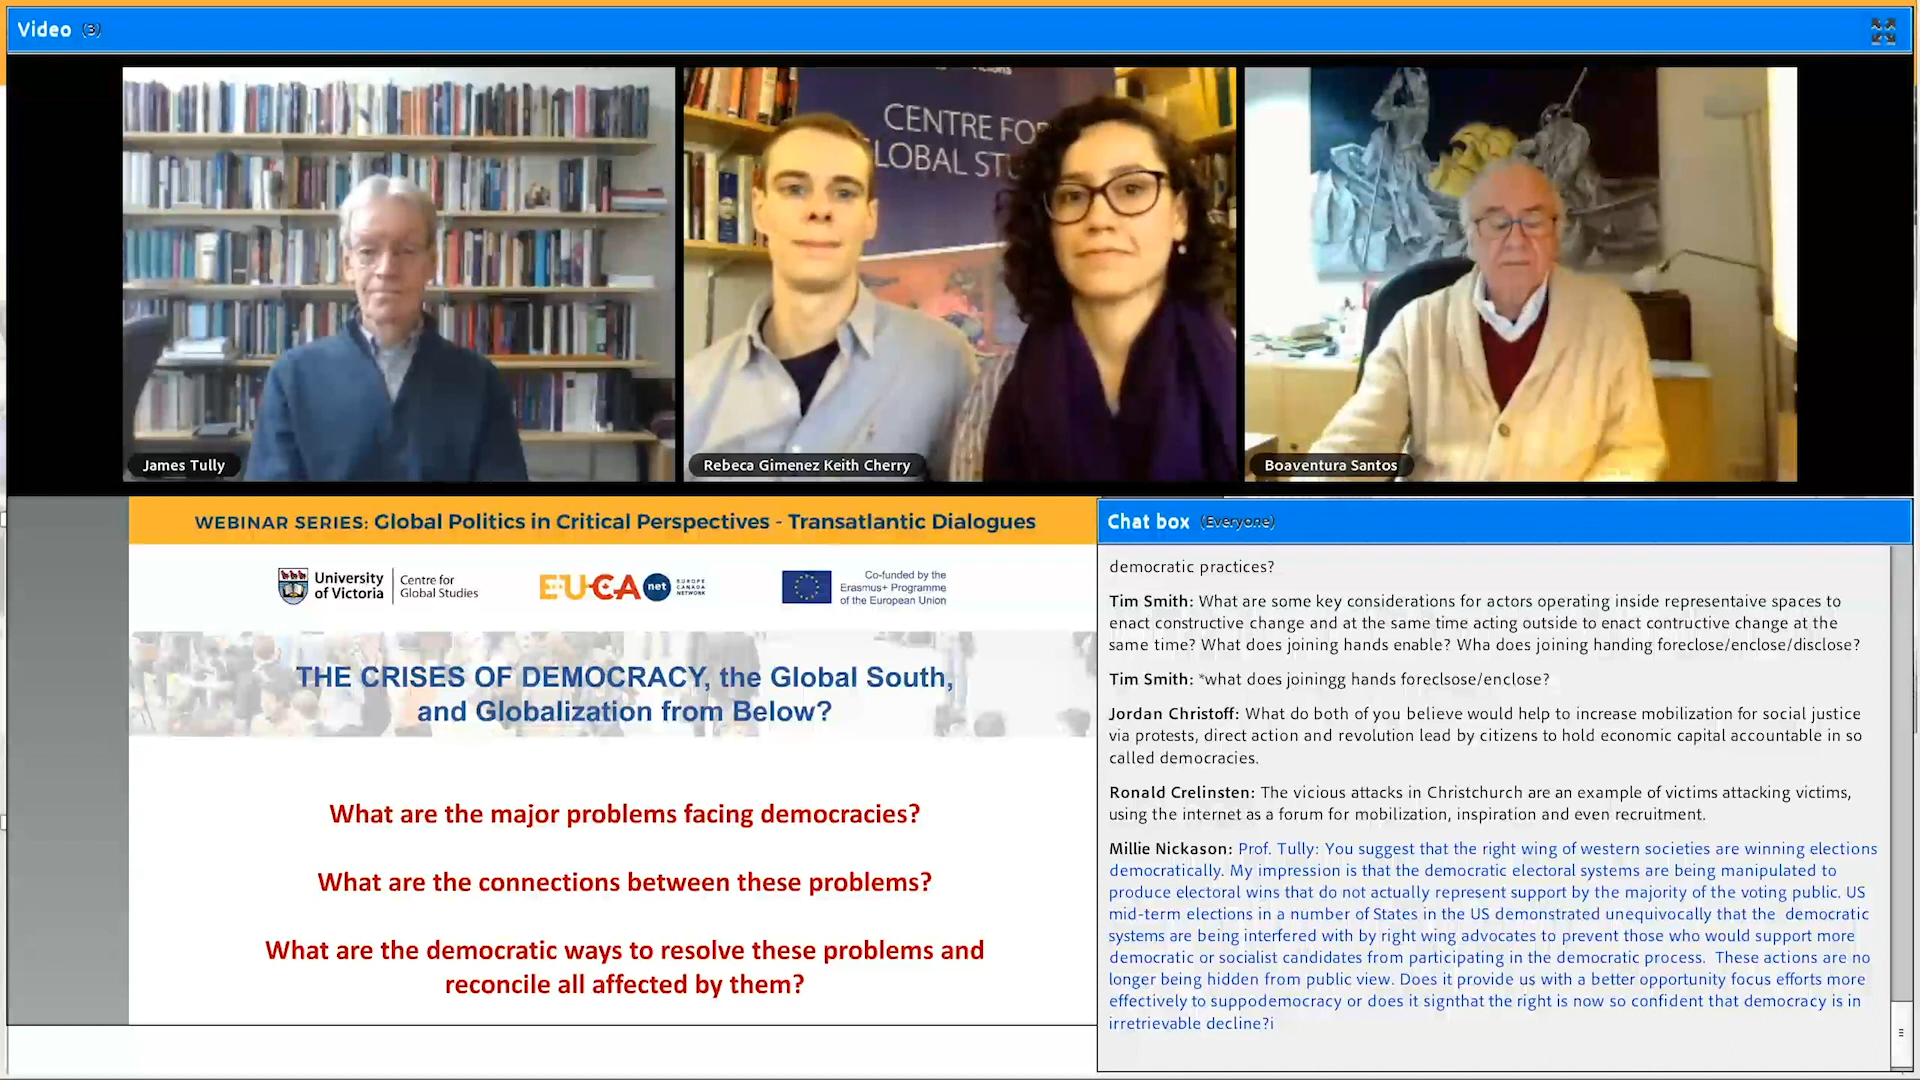 Video (3)
CENTRE FOR
LOBAL STU
James Tully
Rebeca Gimenez Keith Cherry
Boaventura Santos
WEBINAR SERIES: Global Politics in Critical Perspectives - Transatlantic Dialogues
University
of Victoria
Centre for
Global Studies
EU-CA net
EUROPE
CANADA
NETWORK
Co-funded by the
Erasmus+ Programme
of the European Union
THE CRISES OF DEMOCRACY, the Global South,
and Globalization from Below?
What are the major problems facing democracies?
What are the connections between these problems?
What are the democratic ways to resolve these problems and
reconcile all affected by them?
Chat box (Everyone)
democratic practices?
Tim Smith: What are some key considerations for actors operating inside representaive spaces to
enact constructive change and at the same time acting outside to enact contructive change at the
same time? What does joining hands enable? Wha does joining handing foreclose/enclose/disclose?
Tim Smith: *what does joiningg hands foreclsose/enclose?
Jordan Christoff: What do both of you believe would help to increase mobilization for social justice
via protests, direct action and revolution lead by citizens to hold economic capital accountable in so
called democracies.
Ronald Crelinsten: The vicious attacks in Christchurch are an example of victims attacking victims,
using the internet as a forum for mobilization, inspiration and even recruitment.
Millie Nickason: Prof. Tully: You suggest that the right wing of western societies are winning elections
democratically. My impression is that the democratic electoral systems are being manipulated to
produce electoral wins that do not actually represent support by the majority of the voting public. US
mid-term elections in a number of States in the US demonstrated unequivocally that the democratic
systems are being interfered with by right wing advocates to prevent those who would support more
democratic or socialist candidates from participating in the democratic process. These actions are no
longer being hidden from public view. Does it provide us with a better opportunity focus efforts more
effectively to suppodemocracy or does it signthat the right is now so confident that democracy is in
irretrievable decline?i